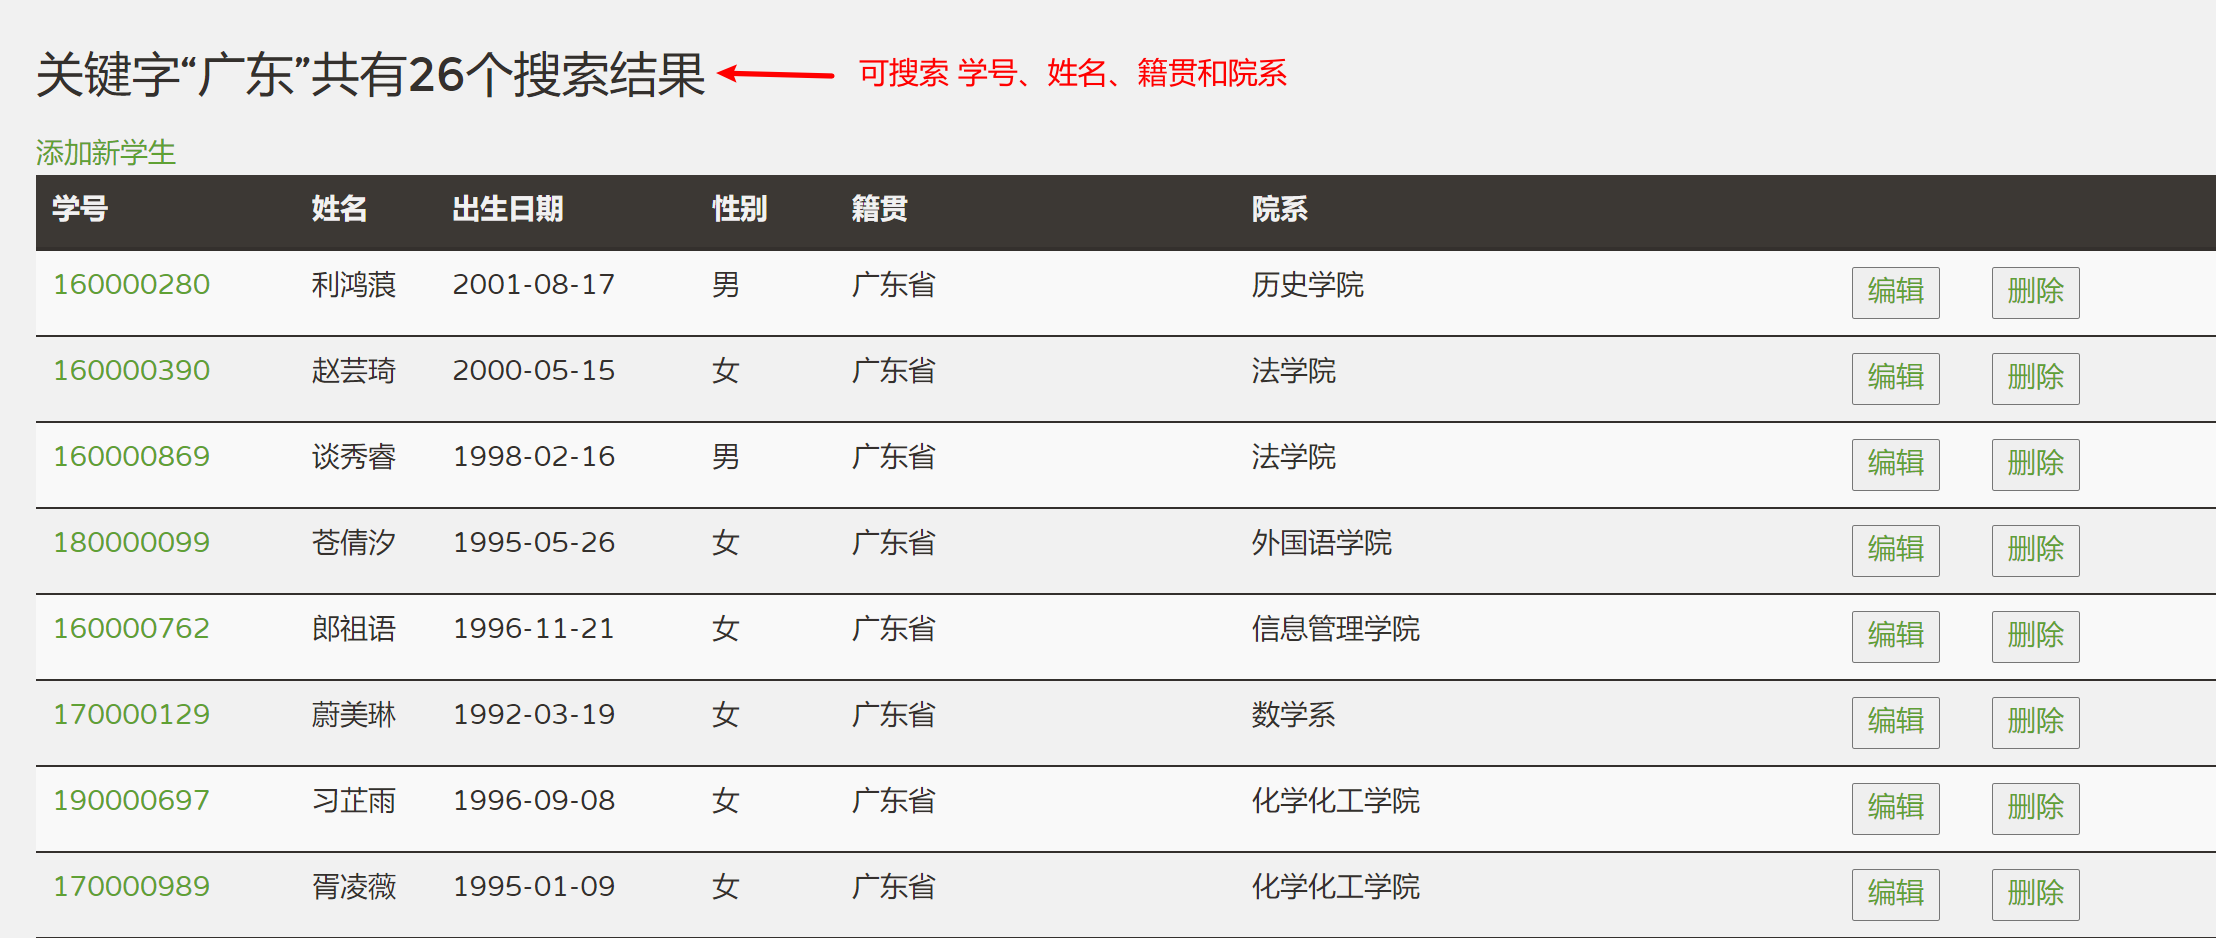 关键字“广东”共有26个搜索结果 可搜索 学号、姓名、籍贯和院系
添加新学生
学号 姓名 出生日期 性别 籍贯 院系
160000280 利鸿蒗 2001-08-17 男 广东省 历史学院 编辑 删除
160000390 赵芸琦 2000-05-15 女 广东省 法学院 编辑 删除
160000869 谈秀睿 1998-02-16 男 广东省 法学院 编辑 删除
180000099 苍倩汐 1995-05-26 女 广东省 外国语学院 编辑 删除
160000762 郎祖语 1996-11-21 女 广东省 信息管理学院 编辑 删除
170000129 蔚美琳 1992-03-19 女 广东省 数学系 编辑 删除
190000697 习芷雨 1996-09-08 女 广东省 化学化工学院 编辑 删除
170000989 胥凌薇 1995-01-09 女 广东省 化学化工学院 编辑 删除